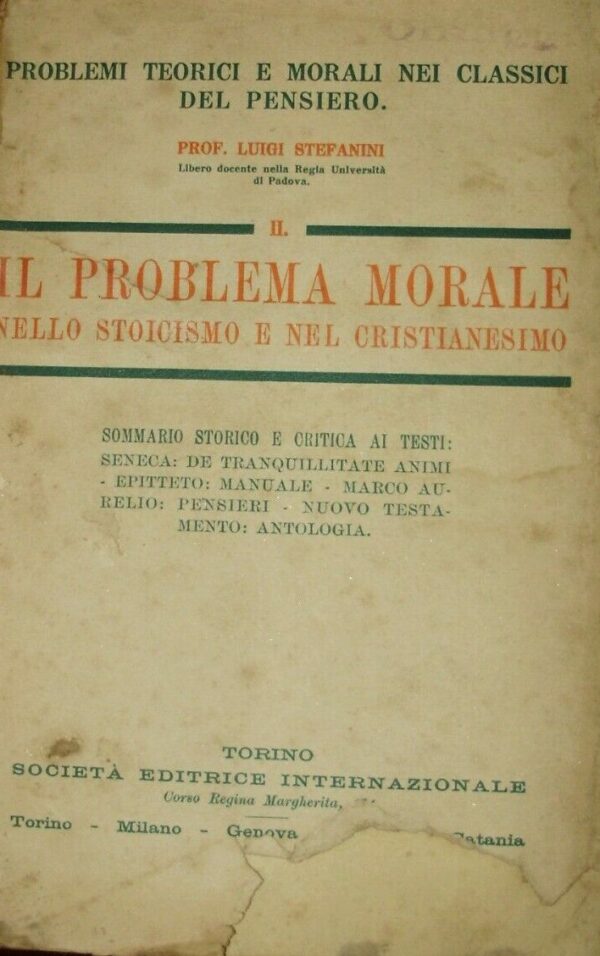 PROBLEMI TEORICI E MORALI NEI CLASSICI
DEL PENSIERO.
PROF. LUIGI STEFANINI
Libero docente nella Regia Università
di Padova.
II.
IL PROBLEMA MORALE
NELLO STOICISMO E NEL CRISTIANESIMO
SOMMARIO STORICO E CRITICA AI TESTI:
SENECA: DE TRANQUILLITATE ANIMI
- EPITTETO: MANUALE - MARCO AU-
RELIO: PENSIERI - NUOVO TESTA-
MENTO: ANTOLOGIA.
TORINO
SOCIETÀ EDITRICE INTERNAZIONALE
Corso Regina Margherita,
Torino - Milano - Genova Catania